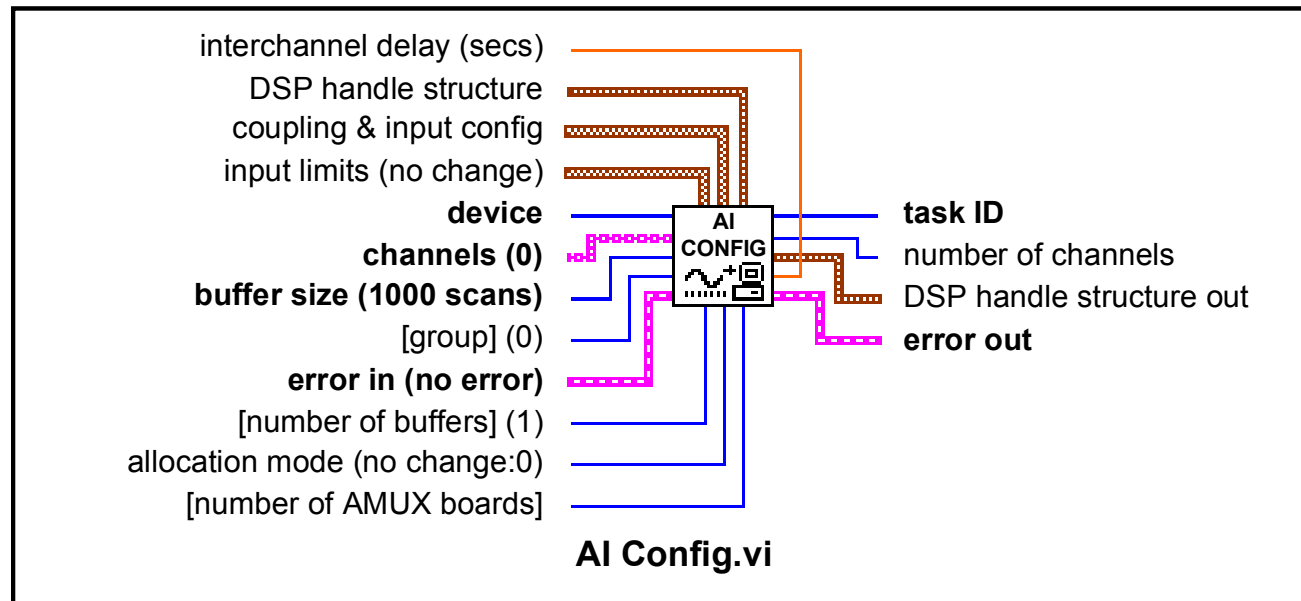 interchannel delay (secs)
DSP handle structure
coupling & input config
input limits (no change)
device
channels (0)
buffer size (1000 scans)
[group] (0)
error in (no error)
[number of buffers] (1)
allocation mode (no change:0)
[number of AMUX boards]
AI
CONFIG
task ID
number of channels
DSP handle structure out
error out
AI Config.vi